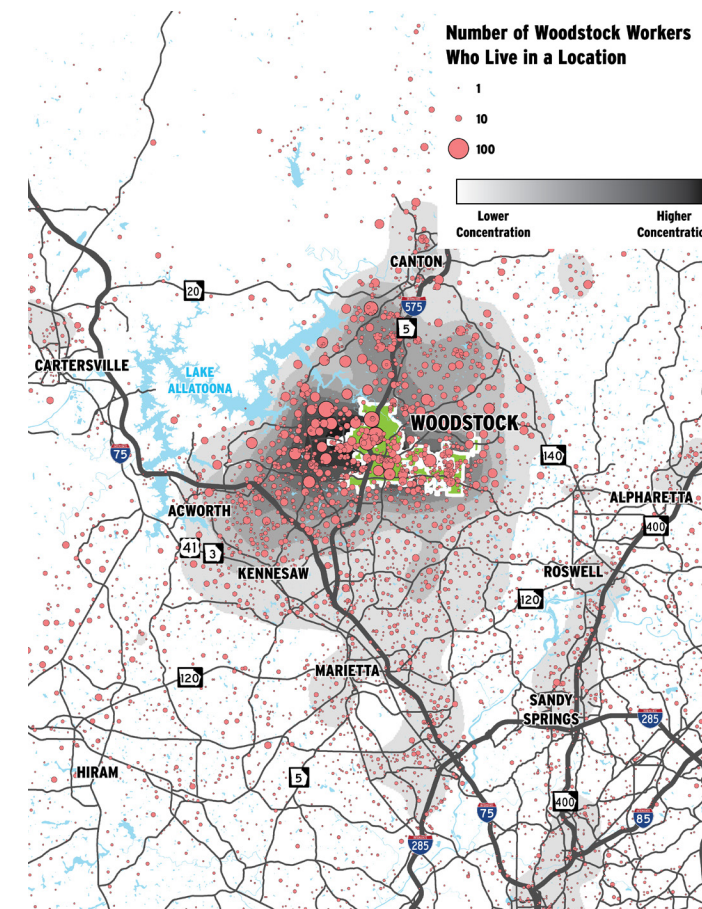 Number of Woodstock Workers
Who Live in a Location
1
10
100
Lower
Concentration
Higher
Concentratio
CANTON
20
575
5
CARTERSVILLE
LAKE
ALLATOONA
WOODSTOCK
75
140
ACWORTH
ALPHARETTA
400
41
3
KENNESAW
ROSWELL
120
MARIETTA
120
SANDY
SPRINGS
285
HIRAM
5
400
75
85
285